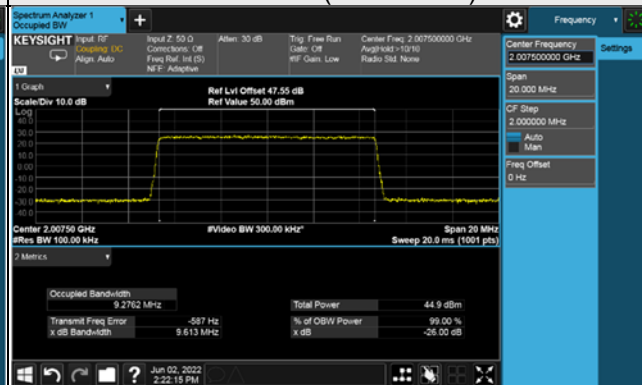 Spectrum Analyzer 1
Occupied BW
Frequency
KEYSIGHT
Input: RF
Coupling: DC
Align: Auto
Input Z: 50 Ω
Corrections: Off
Freq Ref: Int (S)
NFE: Adaptive
Atten: 30 dB
Trig: Free Run
Gate: Off
#IF Gain: Low
Center Freq: 2.007500000 GHz
Avg|Hold:>10/10
Radio Std: None
LXI
Center Frequency
2.007500000 GHz
Settings
Span
20.000 MHz
CF Step
2.000000 MHz
Auto
Man
Freq Offset
0 Hz
1 Graph
Scale/Div 10.0 dB
Ref Lvl Offset 47.55 dB
Ref Value 50.00 dBm
Log
40.0
30.0
20.0
10.0
0.00
-10.0
-20.0
-30.0
-40.0
Center 2.00750 GHz
#Res BW 100.00 kHz
#Video BW 300.00 kHz*
Span 20 MHz
Sweep 20.0 ms (1001 pts)
2 Metrics
Occupied Bandwidth
9.2762 MHz
Total Power 44.9 dBm
Transmit Freq Error -587 Hz
% of OBW Power 99.00 %
x dB Bandwidth 9.613 MHz
x dB -26.00 dB
?
Jun 02, 2022
2:22:15 PM